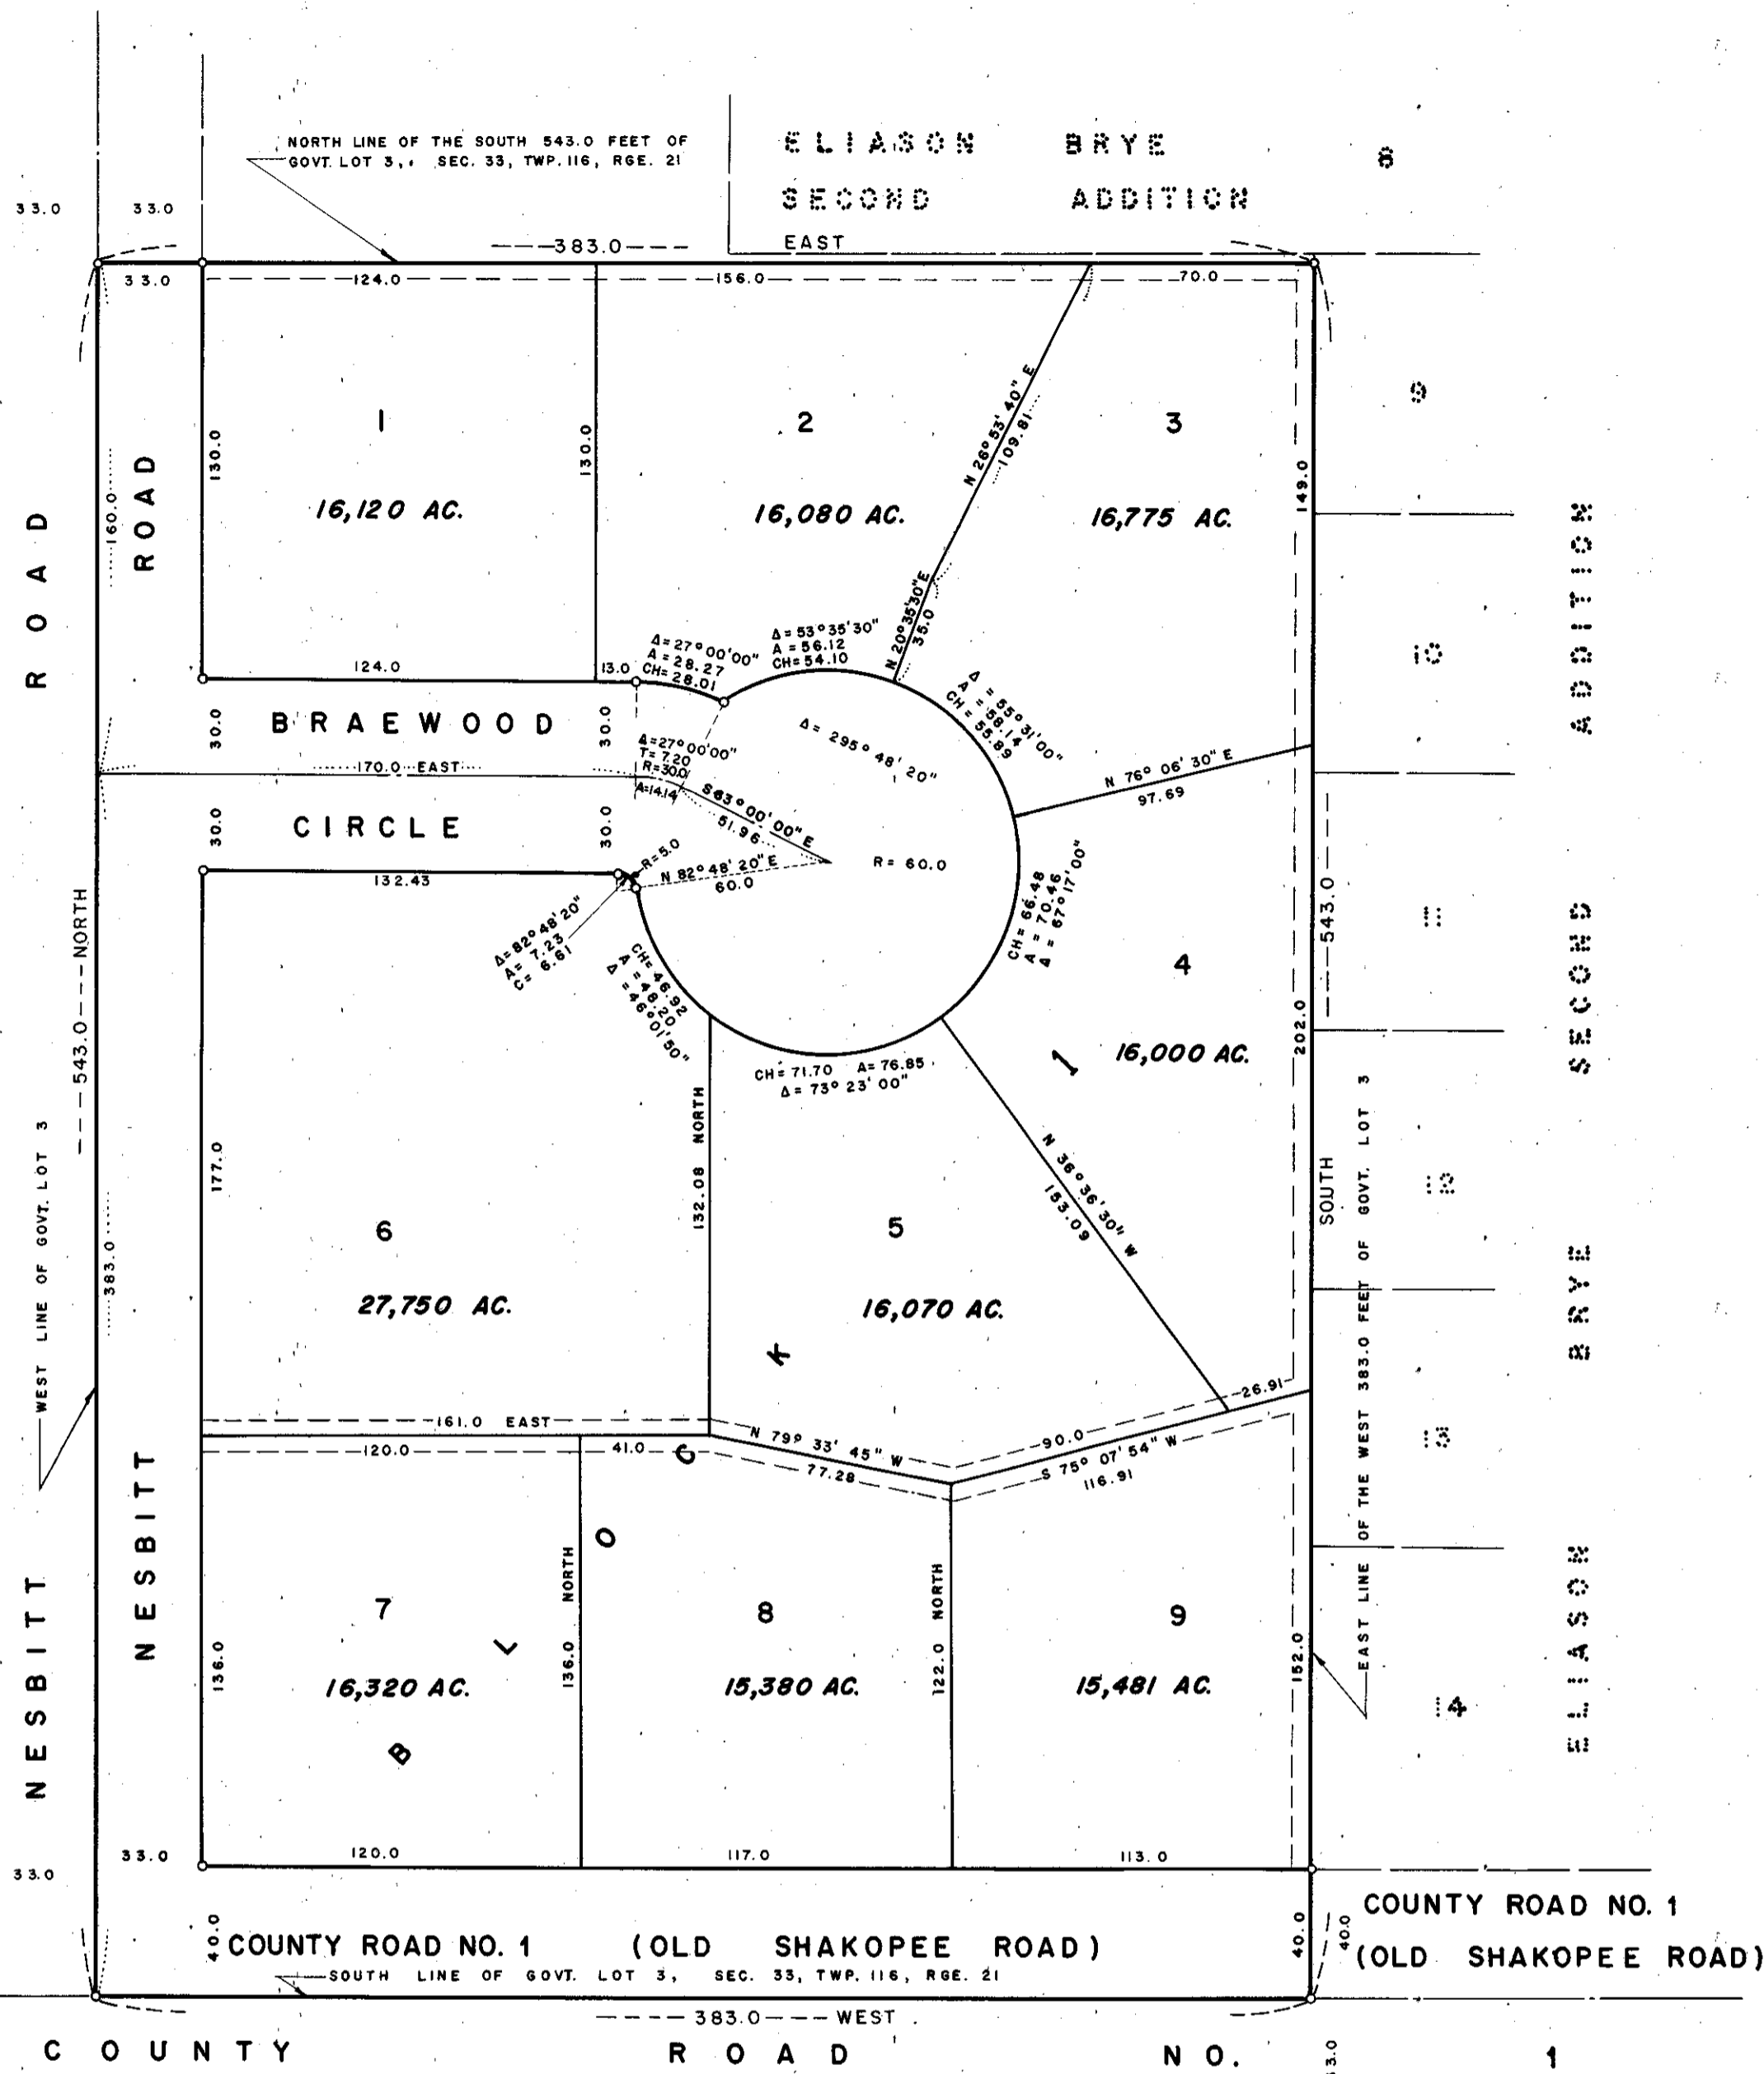 NORTH LINE OF THE SOUTH 543.0 FEET OF
GOVT. LOT 3, SEC. 33, TWP. 116, RGE. 21
ELIASON BRYE
SECOND ADDITION
8
33.0
33.0
383.0
EAST
33.0
124.0
156.0
70.0
9
1
2
3
130.0
130.0
N 26° 53' 40" E
109.81
149.0
16,120 AC.
16,080 AC.
16,775 AC.
160.0
ROAD
ROAD
N 20°35'30"E
35.0
10
Δ = 27°00'00"
A = 28.27
CH = 28.01
Δ = 53°35'30"
A = 56.12
CH = 54.10
124.0
13.0
Δ = 55°31'00"
A = 58.14
CH = 55.89
BRAEWOOD
30.0
30.0
Δ = 295° 48' 20"
Δ=27°00'00"
T= 7.20
R=30.0
A=14.14
170.0 EAST
S63°00'00"E
51.96
N 76° 06' 30" E
97.69
CIRCLE
30.0
30.0
R=5.0
N 82°48' 20"E
60.0
R= 60.0
132.43
Δ=82°48'20"
A= 7.23
C= 6.61
CH= 66.48
A = 70.46
Δ = 67°17'00"
CH= 46.92
A = 48.20
Δ = 46°01'50"
11
543.0
543.0 NORTH
4
16,000 AC.
202.0
CH= 71.70 A= 76.85
Δ = 73° 23' 00"
132.08 NORTH
177.0
N 36°36'30" W
153.09
SOUTH
12
383.0
WEST LINE OF GOVT. LOT 3
EAST LINE OF THE WEST 383.0 FEET OF GOVT. LOT 3
6
5
27,750 AC.
16,070 AC.
26.91
161.0 EAST
120.0
41.0
N 79° 33' 45" W
77.28
90.0
S 75° 07' 54" W
116.91
13
BLOCK 1
NESBITT
NESBITT
7
8
9
136.0
136.0 NORTH
122.0 NORTH
152.0
16,320 AC.
15,380 AC.
15,481 AC.
14
ELIASON BRYE SECOND ADDITION
33.0
33.0
120.0
117.0
113.0
40.0
40.0
40.0
COUNTY ROAD NO. 1 (OLD SHAKOPEE ROAD)
COUNTY ROAD NO. 1
(OLD SHAKOPEE ROAD)
SOUTH LINE OF GOVT. LOT 3, SEC. 33, TWP. 116, RGE. 21
383.0 WEST
COUNTY ROAD NO. 1